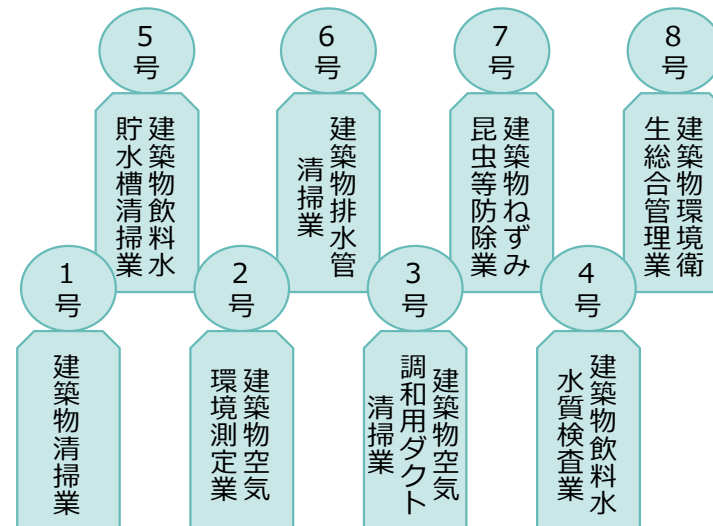 5
号
建築物飲料水
貯水槽清掃業
6
号
建築物排水管
清掃業
7
号
建築物ねずみ
昆虫等防除業
8
号
建築物環境衛
生総合管理業
1
号
建築物清掃業
2
号
建築物空気
環境測定業
3
号
建築物空気
調和用ダクト
清掃業
4
号
建築物飲料水
水質検査業